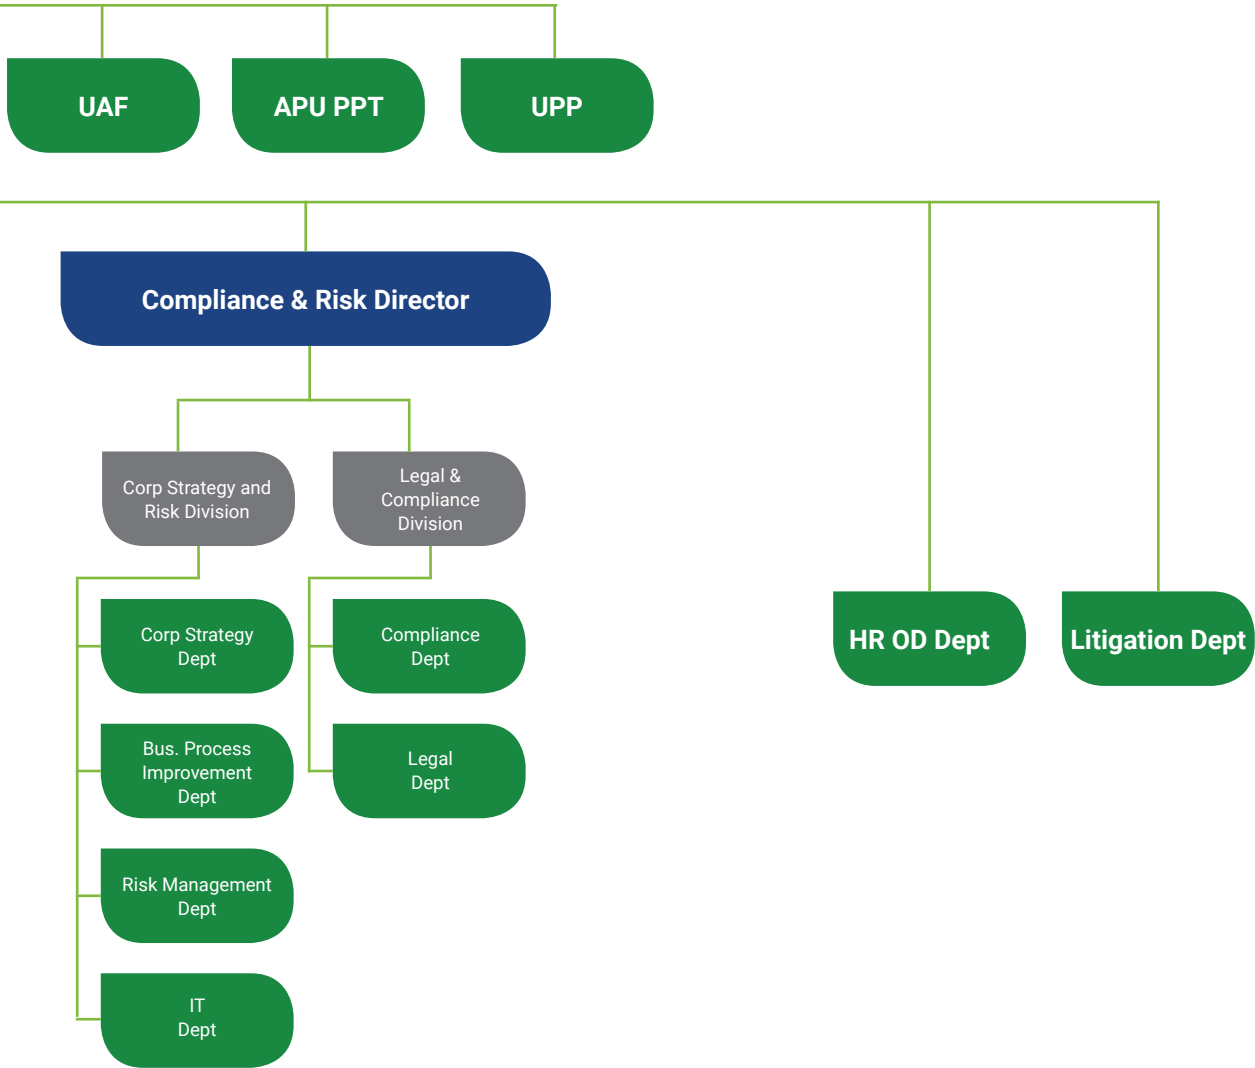 UAF
APU PPT
UPP
Compliance & Risk Director
Corp Strategy and
Risk Division
Legal &
Compliance
Division
Corp Strategy
Dept
Compliance
Dept
HR OD Dept
Litigation Dept
Bus. Process
Improvement
Dept
Legal
Dept
Risk Management
Dept
IT
Dept